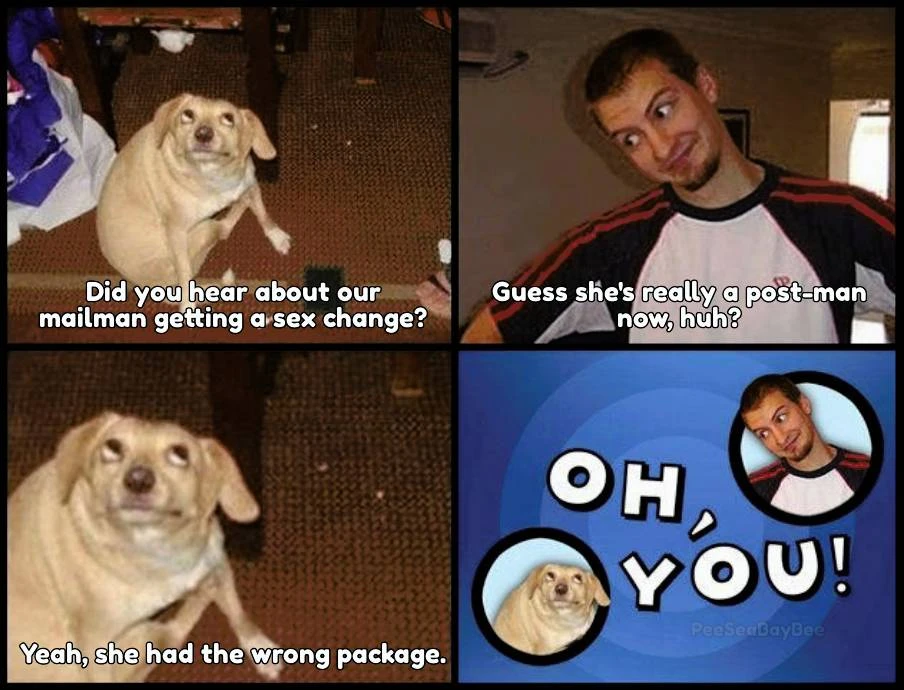 Did you hear about our
mailman getting a sex change?
Guess she's really a post-man
now, huh?
Yeah, she had the wrong package.
OH,
YOU!
PeeSeaBayBee